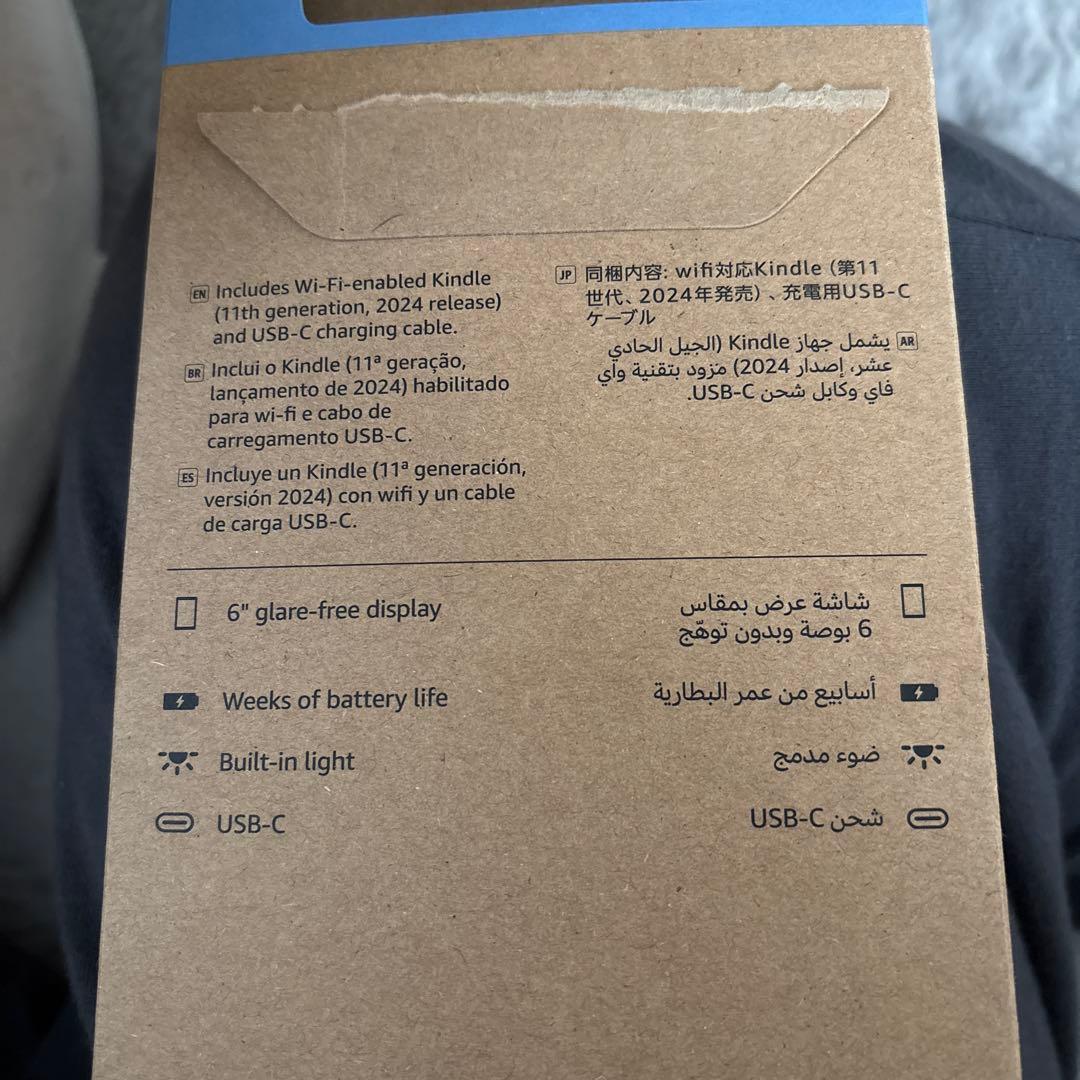 EN Includes Wi-Fi-enabled Kindle
(11th generation, 2024 release)
and USB-C charging cable.
BR Inclui o Kindle (11ª geração,
lançamento de 2024) habilitado
para wi-fi e cabo de
carregamento USB-C.
ES Incluye un Kindle (11ª generación,
versión 2024) con wifi y un cable
de carga USB-C.
JP 同梱内容: wifi対応Kindle（第11
世代、2024年発売）、充電用USB-C
ケーブル
AR يشمل جهاز Kindle (الجيل الحادي
عشر، إصدار 2024) مزود بتقنية واي
فاي وكابل شحن USB-C.
6" glare-free display
Weeks of battery life
Built-in light
USB-C
شاشة عرض بمقاس
6 بوصة وبدون توهّج
أسابيع من عمر البطارية
ضوء مدمج
شحن USB-C